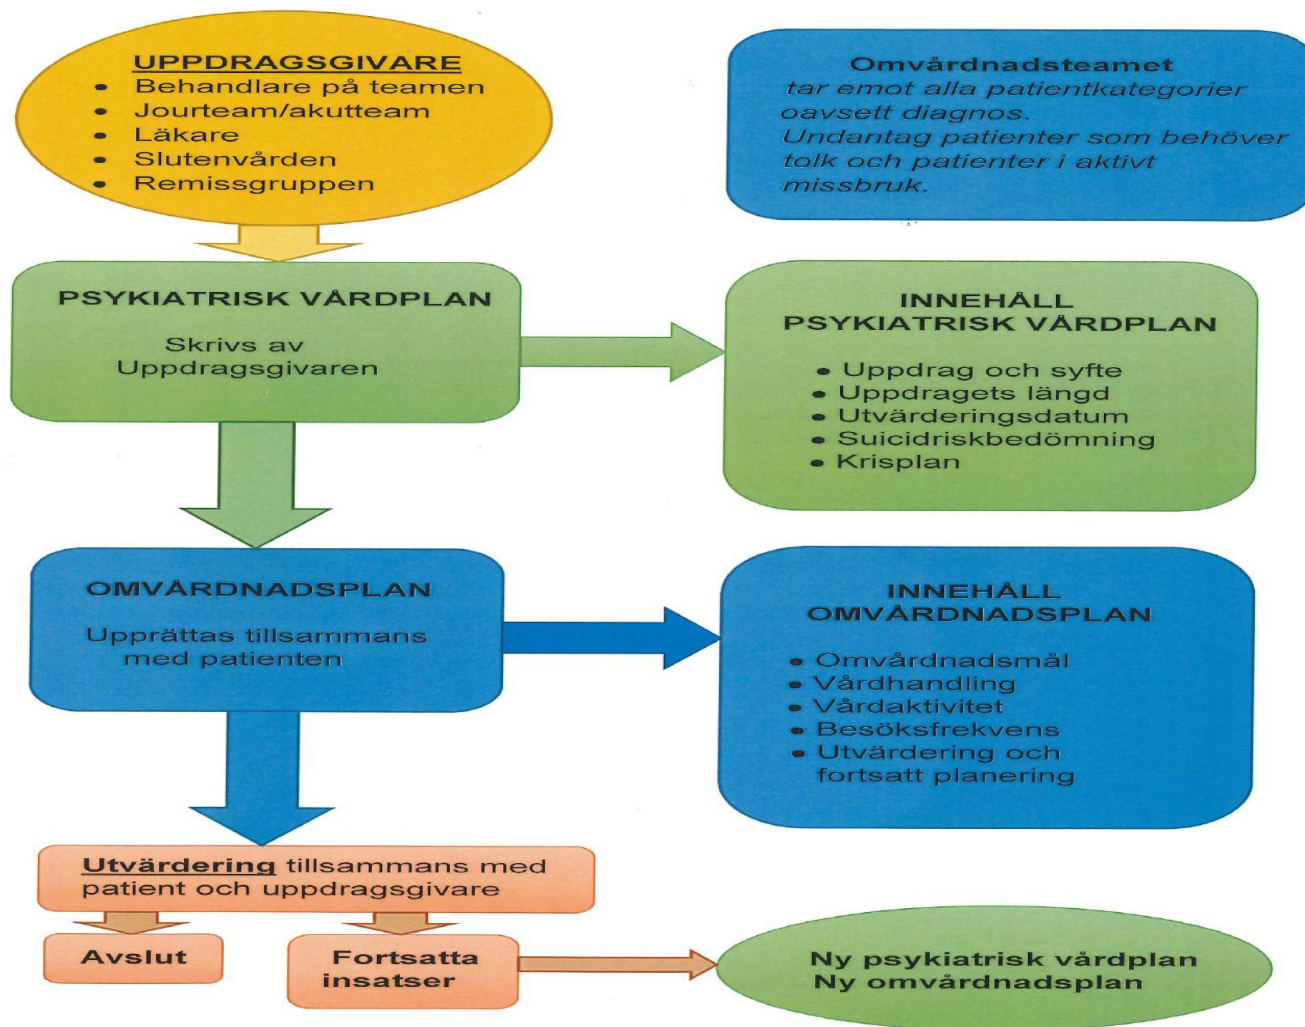 UPPDRAGSGIVARE
• Behandlare på teamen
• Jourteam/akutteam
• Läkare
• Slutenvården
• Remissgruppen
Omvårdnadsteamet
tar emot alla patientkategorier
oavsett diagnos.
Undantag patienter som behöver
tolk och patienter i aktivt
missbruk.
PSYKIATRISK VÅRDPLAN
Skrivs av
Uppdragsgivaren
INNEHÅLL
PSYKIATRISK VÅRDPLAN
• Uppdrag och syfte
• Uppdragets längd
• Utvärderingsdatum
• Suicidriskbedömning
• Krisplan
OMVÅRDNADSPLAN
Upprättas tillsammans
med patienten
INNEHÅLL
OMVÅRDNADSPLAN
• Omvårdnadsmål
• Vårdhandling
• Vårdaktivitet
• Besöksfrekvens
• Utvärdering och
fortsatt planering
Utvärdering tillsammans med
patient och uppdragsgivare
Avslut
Fortsatta
insatser
Ny psykiatrisk vårdplan
Ny omvårdnadsplan